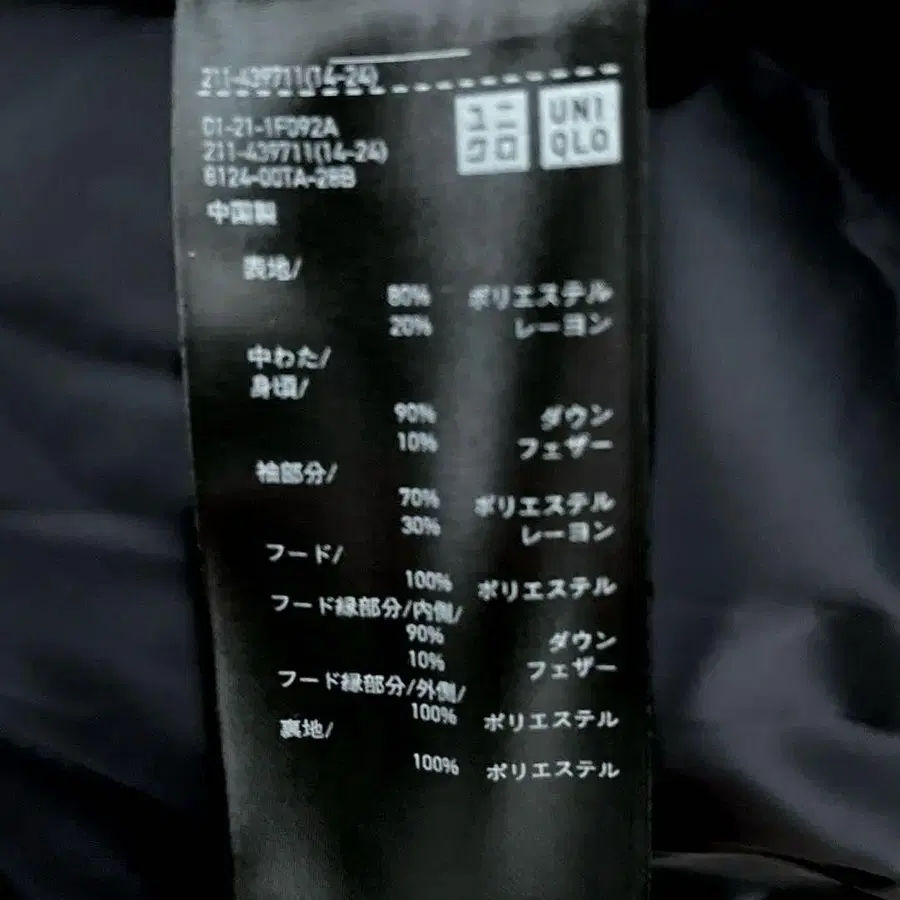 211-439711(14-24)
ユニ
クロ
UNI
QLO
01-21-1F092A
211-439711(14-24)
8124-00TA-28B
中国製
表地/
80% ポリエステル
20% レーヨン
中わた/
身頃/
90% ダウン
10% フェザー
袖部分/
70% ポリエステル
30% レーヨン
フード/
100% ポリエステル
フード縁部分/内側/
90% ダウン
10% フェザー
フード縁部分/外側/
100% ポリエステル
裏地/
100% ポリエステル